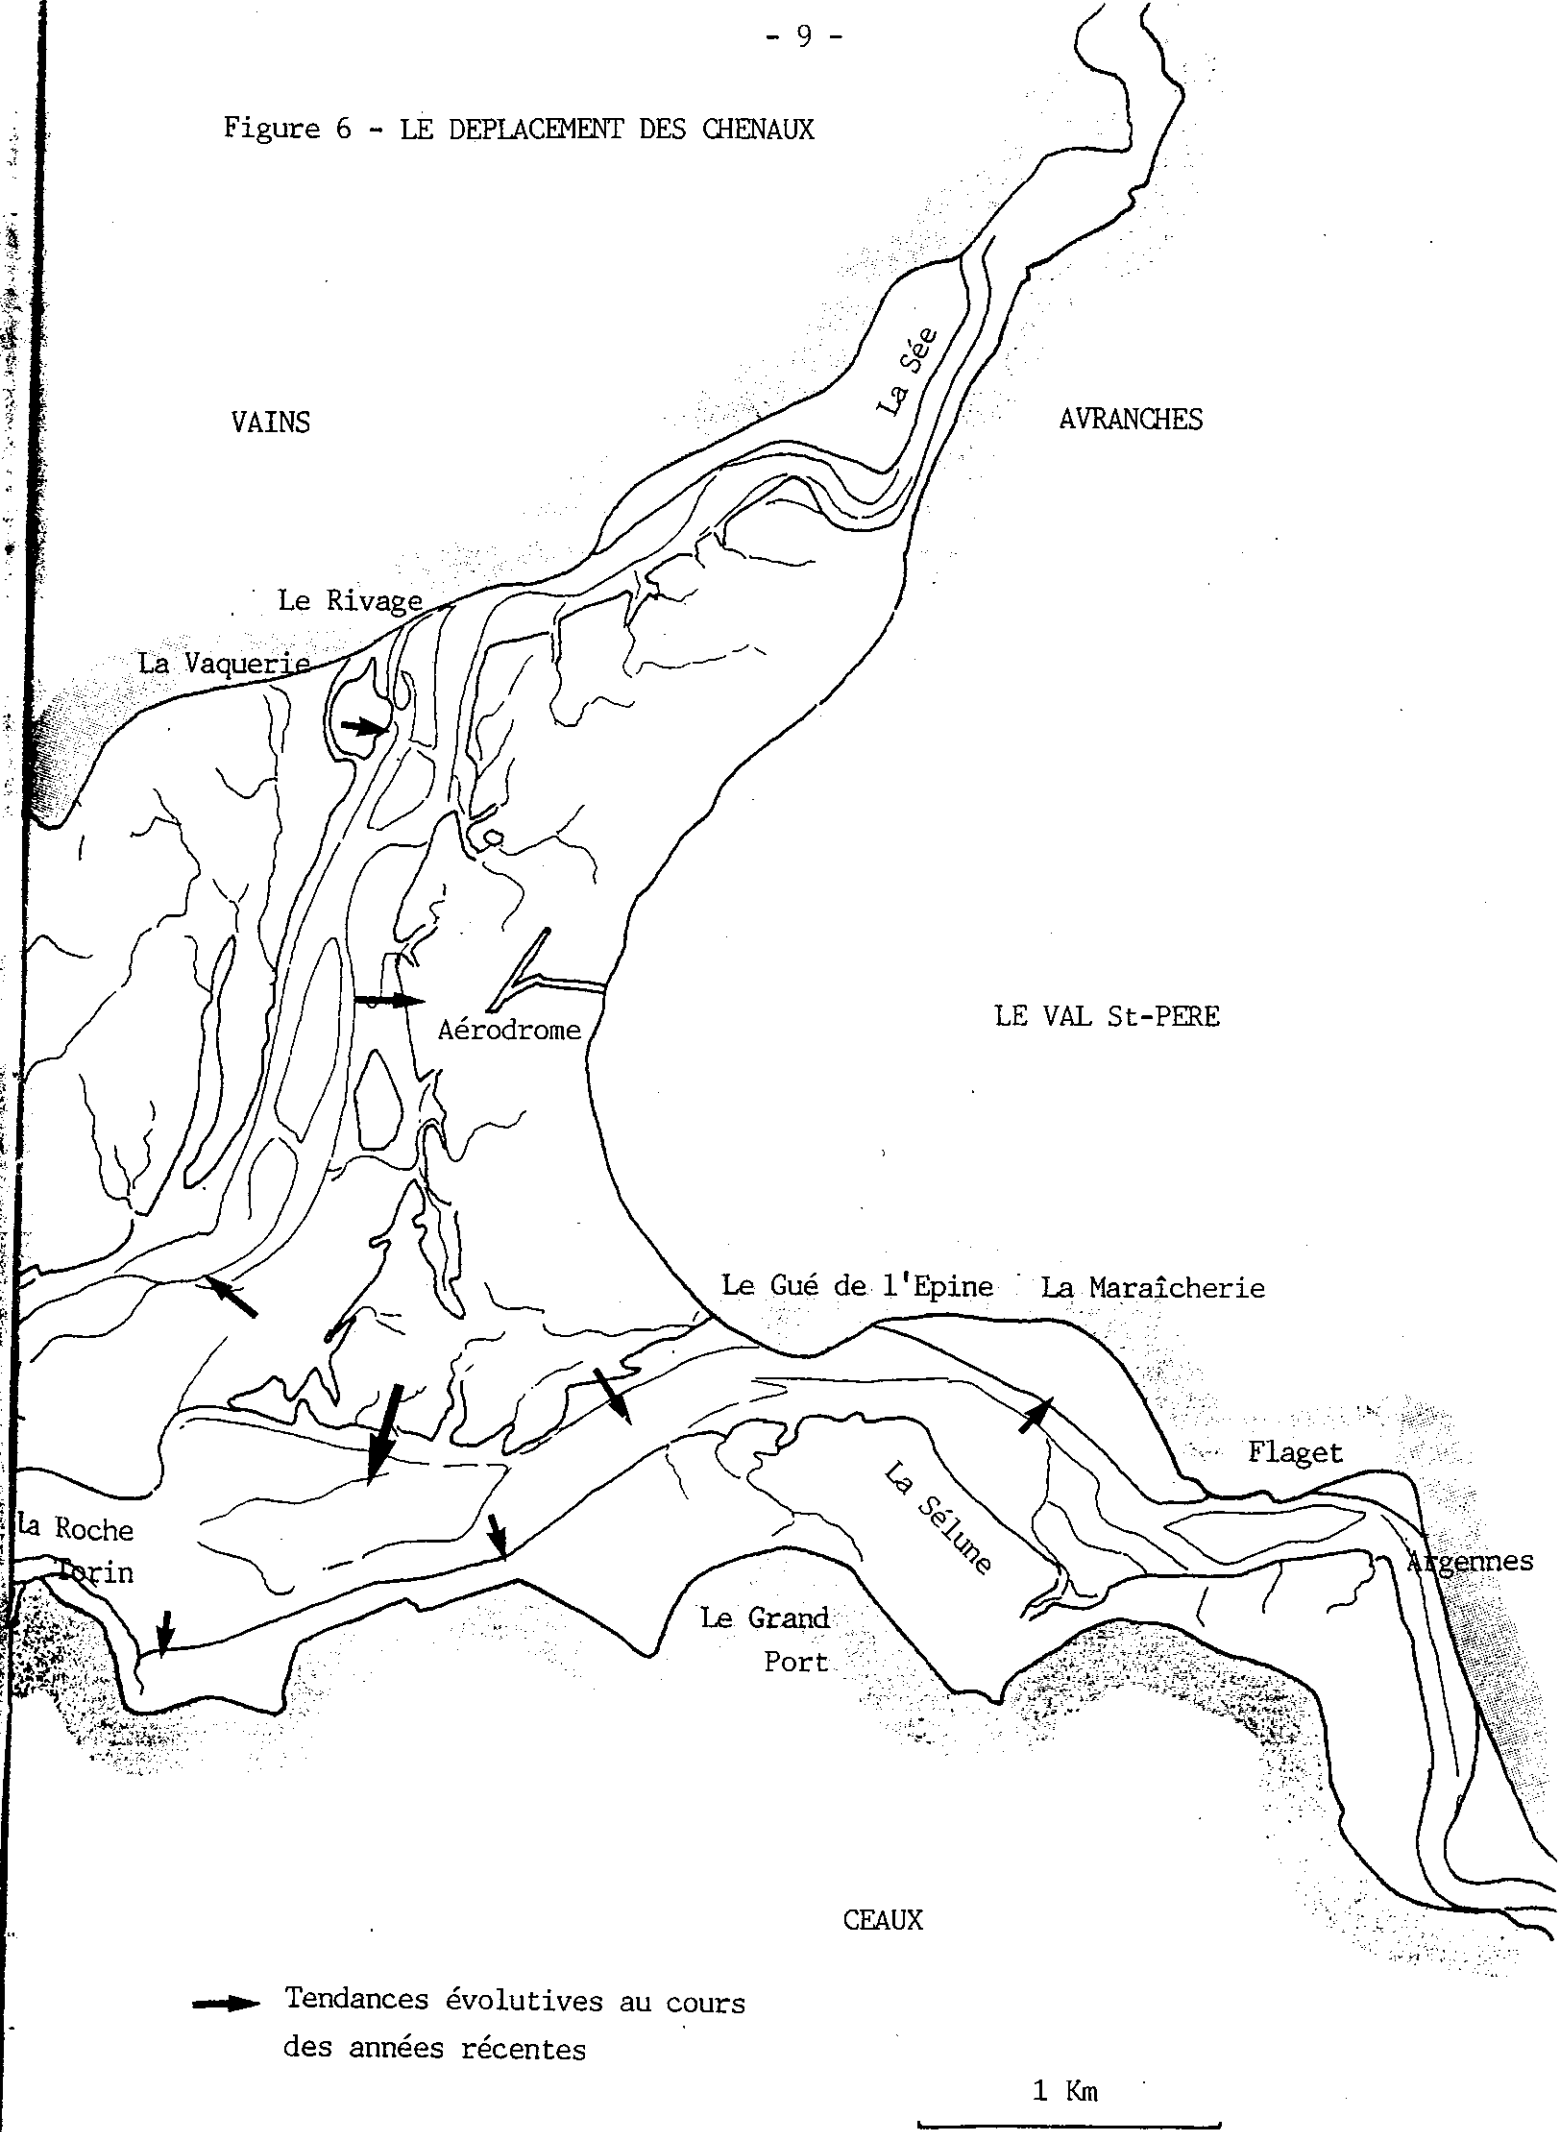 - 9 -
Figure 6 - LE DEPLACEMENT DES CHENAUX
La Sée
VAINS
AVRANCHES
Le Rivage
La Vaquerie
LE VAL St-PERE
Aérodrome
Le Gué de l'Epine
La Maraîcherie
Flaget
La Sélune
La Roche
Torin
Argennes
Le Grand
Port
CEAUX
Tendances évolutives au cours
des années récentes
1 Km